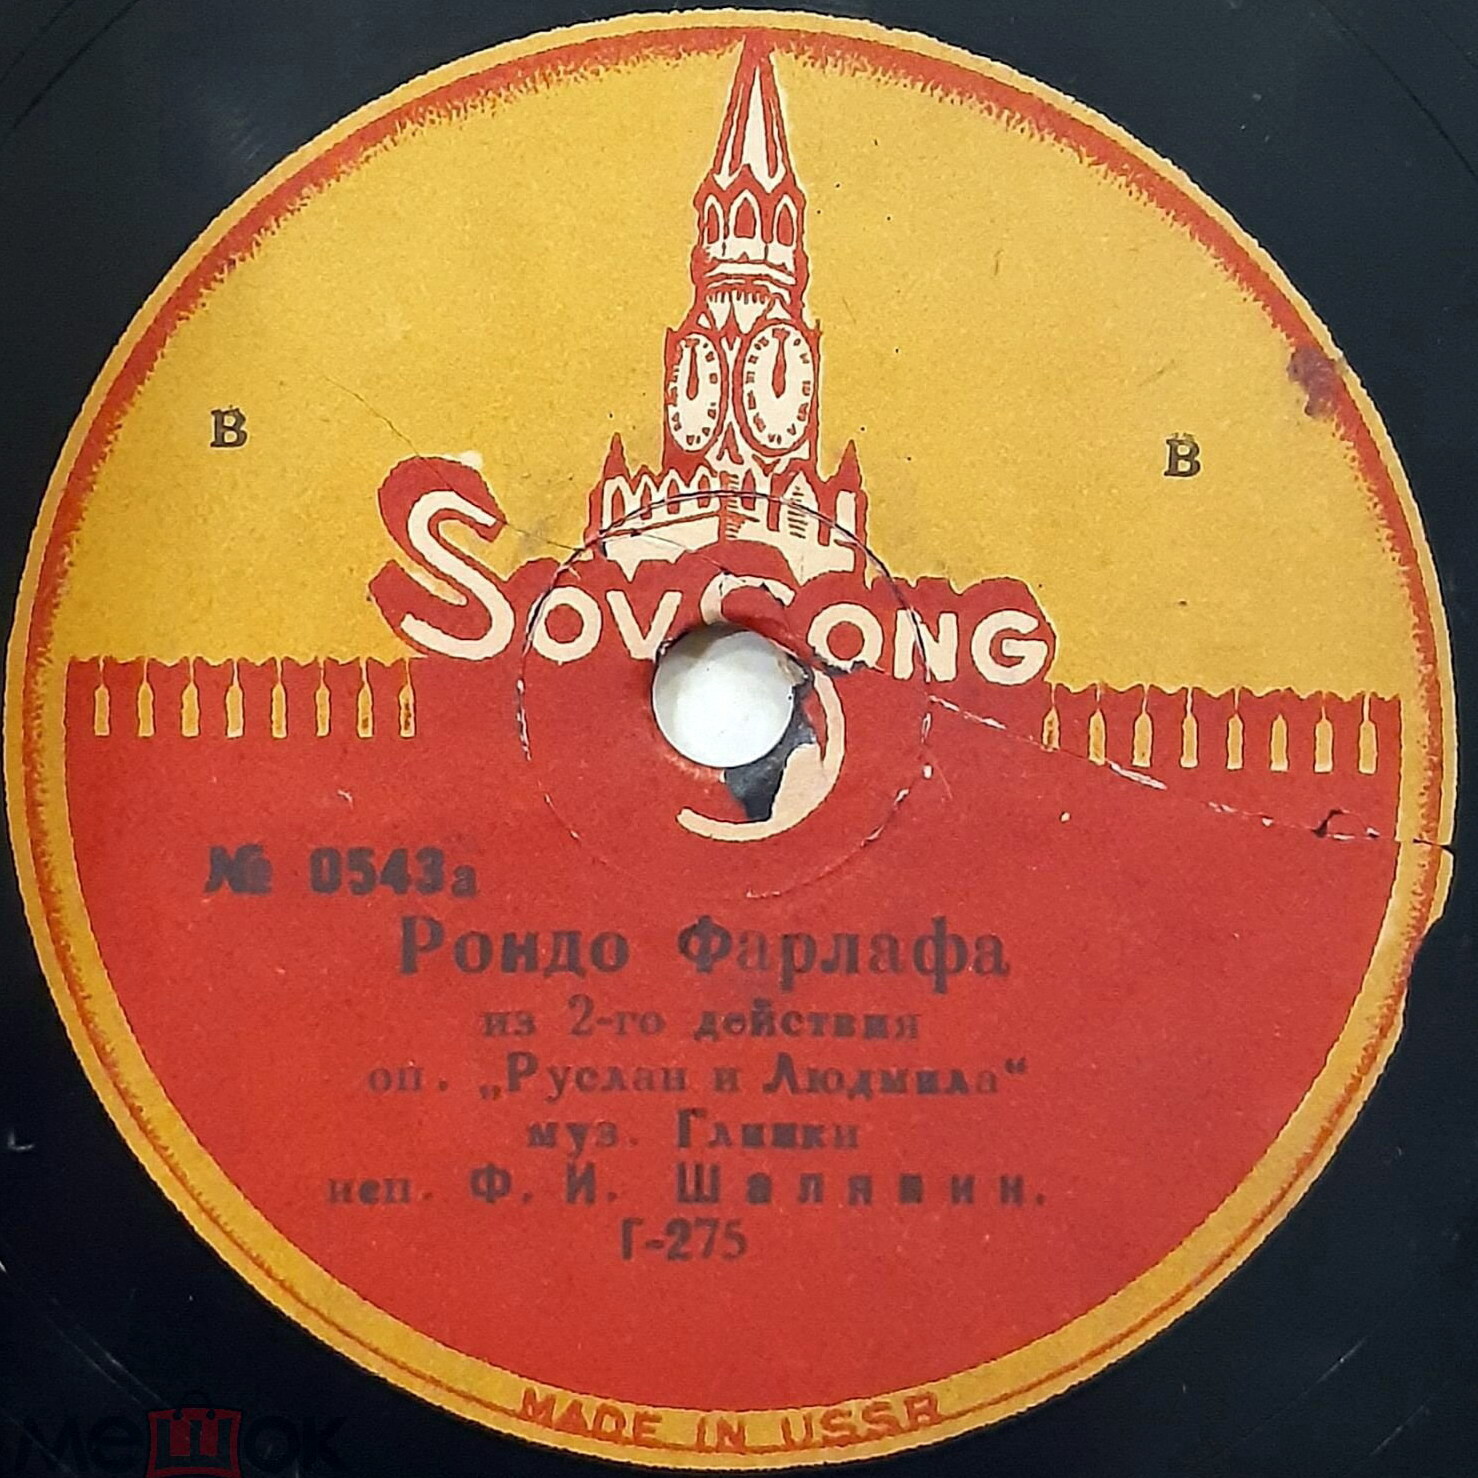 В В
SovSong
№ 0543а
Рондо Фарлафа
из 2-го действия
оп. „Руслан и Людмила“
муз. Глинки
исп. Ф. И. Шаляпин.
Г-275
MADE IN USSR
мешок